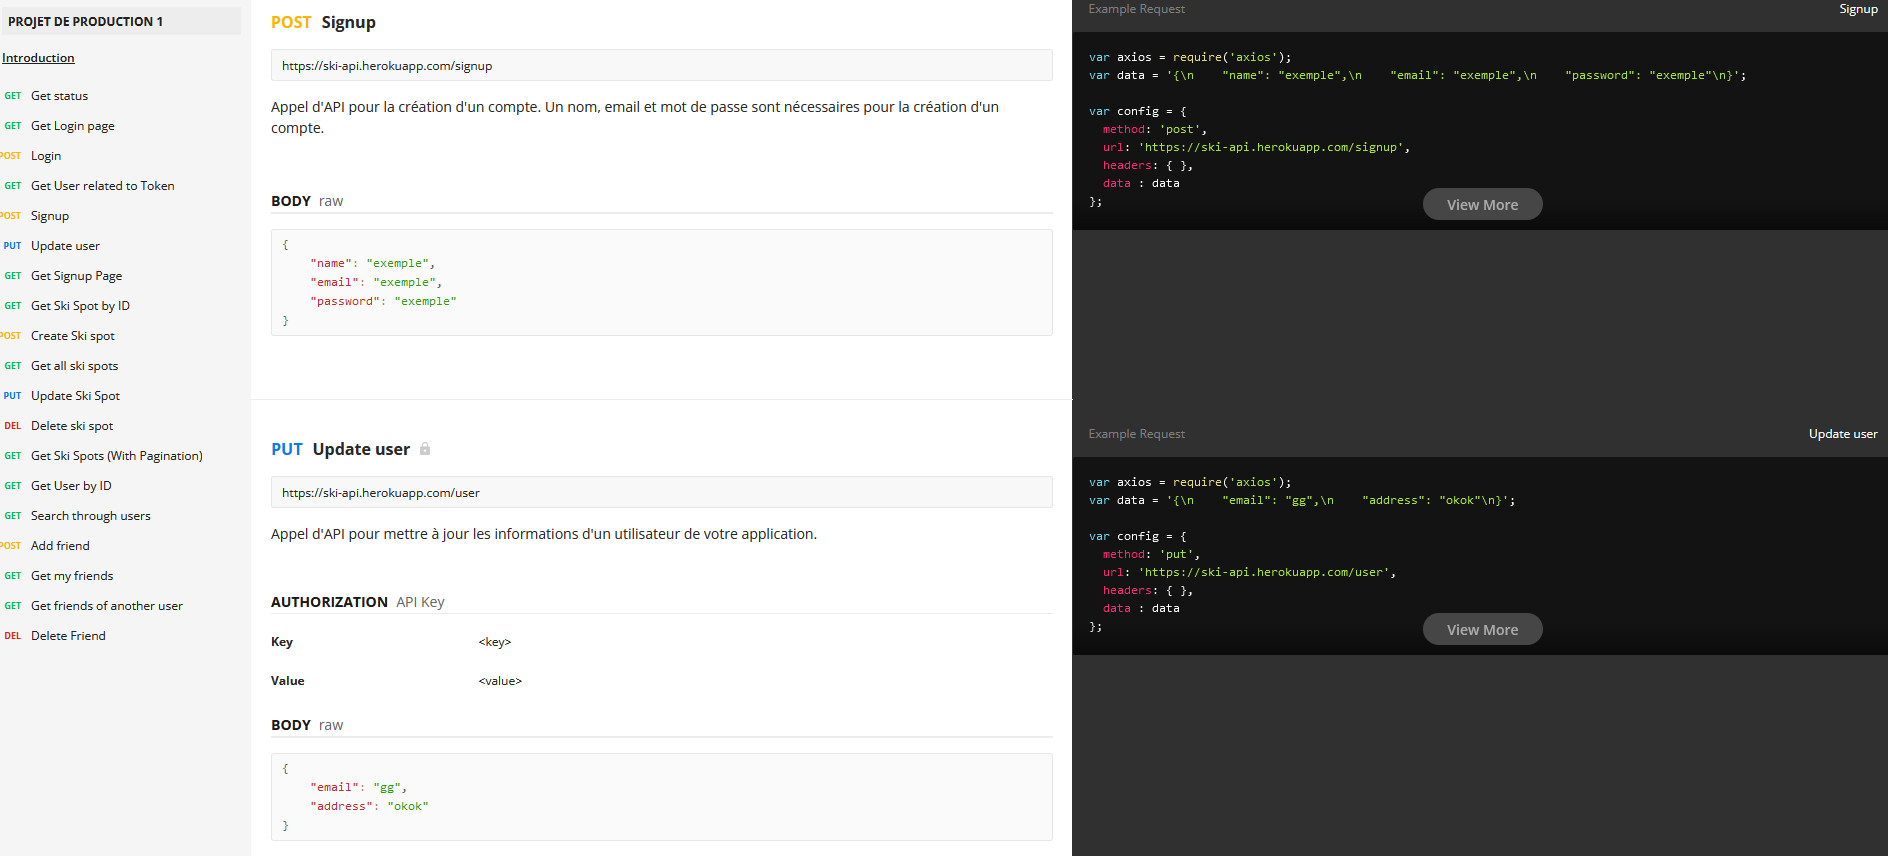 PROJET DE PRODUCTION 1
Introduction
GET Get status
GET Get Login page
POST Login
GET Get User related to Token
POST Signup
PUT Update user
GET Get Signup Page
GET Get Ski Spot by ID
POST Create Ski spot
GET Get all ski spots
PUT Update Ski Spot
DEL Delete ski spot
GET Get Ski Spots (With Pagination)
GET Get User by ID
GET Search through users
POST Add friend
GET Get my friends
GET Get friends of another user
DEL Delete Friend
POST Signup
https://ski-api.herokuapp.com/signup
Appel d'API pour la création d'un compte. Un nom, email et mot de passe sont nécessaires pour la création d'un
compte.
BODY raw
{
    "name": "exemple",
    "email": "exemple",
    "password": "exemple"
}
PUT Update user
https://ski-api.herokuapp.com/user
Appel d'API pour mettre à jour les informations d'un utilisateur de votre application.
AUTHORIZATION API Key
Key <key>
Value <value>
BODY raw
{
    "email": "gg",
    "address": "okok"
}
Example Request Signup
var axios = require('axios');
var data = '{\n    "name": "exemple",\n    "email": "exemple",\n    "password": "exemple"\n}';
var config = {
  method: 'post',
  url: 'https://ski-api.herokuapp.com/signup',
  headers: { },
  data : data
};
View More
Example Request Update user
var axios = require('axios');
var data = '{\n    "email": "gg",\n    "address": "okok"\n}';
var config = {
  method: 'put',
  url: 'https://ski-api.herokuapp.com/user',
  headers: { },
  data : data
};
View More